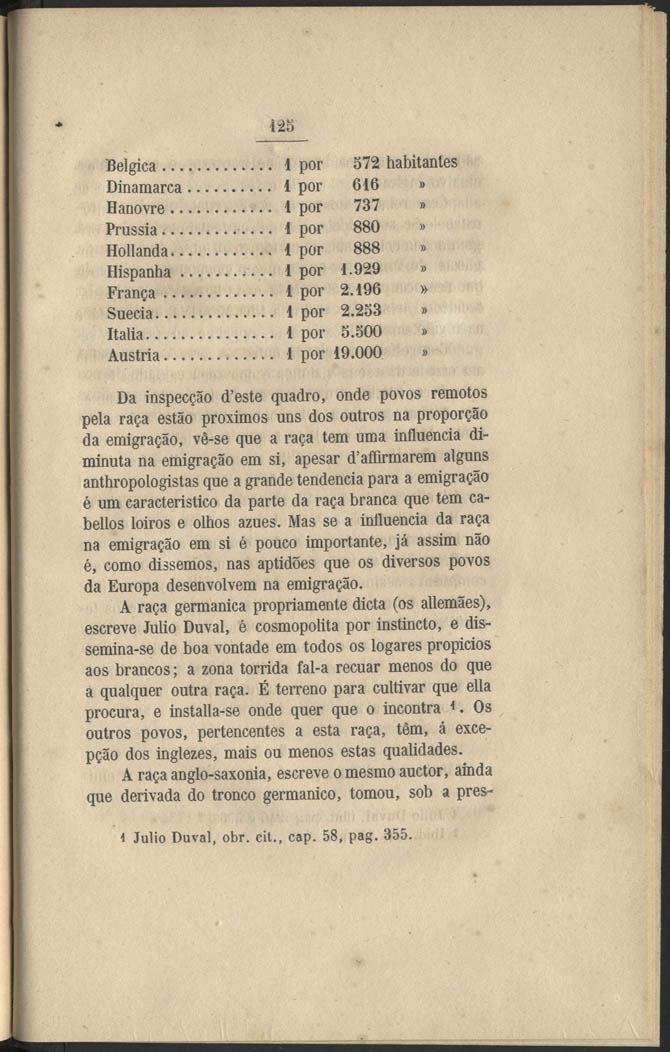 125
Belgica ............. 1 por 572 habitantes
Dinamarca .......... 1 por 616 »
Hanovre ............ 1 por 737 »
Prussia ............. 1 por 880 »
Hollanda............ 1 por 888 »
Hispanha ........... 1 por 1.929 »
França ............. 1 por 2.196 »
Suecia.............. 1 por 2.253 »
Italia............... 1 por 5.500 »
Austria ............. 1 por 19.000 »
Da inspecção d'este quadro, onde povos remotos
pela raça estão proximos uns dos outros na proporção
da emigração, vê-se que a raça tem uma influencia di-
minuta na emigração em si, apesar d'affirmarem alguns
anthropologistas que a grande tendencia para a emigração
é um caracteristico da parte da raça branca que tem ca-
bellos loiros e olhos azues. Mas se a influencia da raça
na emigração em si é pouco importante, já assim não
é, como dissemos, nas aptidões que os diversos povos
da Europa desenvolvem na emigração.
A raça germanica propriamente dicta (os allemães),
escreve Julio Duval, é cosmopolita por instincto, e dis-
semina-se de boa vontade em todos os logares propicios
aos brancos; a zona torrida fal-a recuar menos do que
a qualquer outra raça. É terreno para cultivar que ella
procura, e installa-se onde quer que o incontra 1. Os
outros povos, pertencentes a esta raça, têm, á exce-
pção dos inglezes, mais ou menos estas qualidades.
A raça anglo-saxonia, escreve o mesmo auctor, ainda
que derivada do tronco germanico, tomou, sob a pres-
1 Julio Duval, obr. cit., cap. 58, pag. 355.